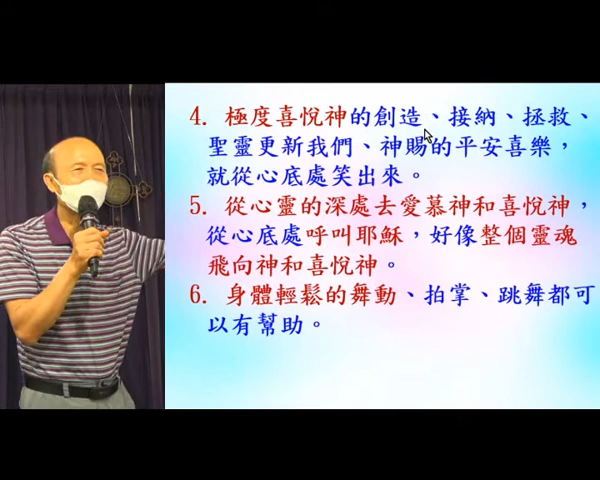 4. 極度喜悅神的創造、接納、拯救、
聖靈更新我們、神賜的平安喜樂，
就從心底處笑出來。
5. 從心靈的深處去愛慕神和喜悅神，
從心底處呼叫耶穌，好像整個靈魂
飛向神和喜悅神。
6. 身體輕鬆的舞動、拍掌、跳舞都可
以有幫助。